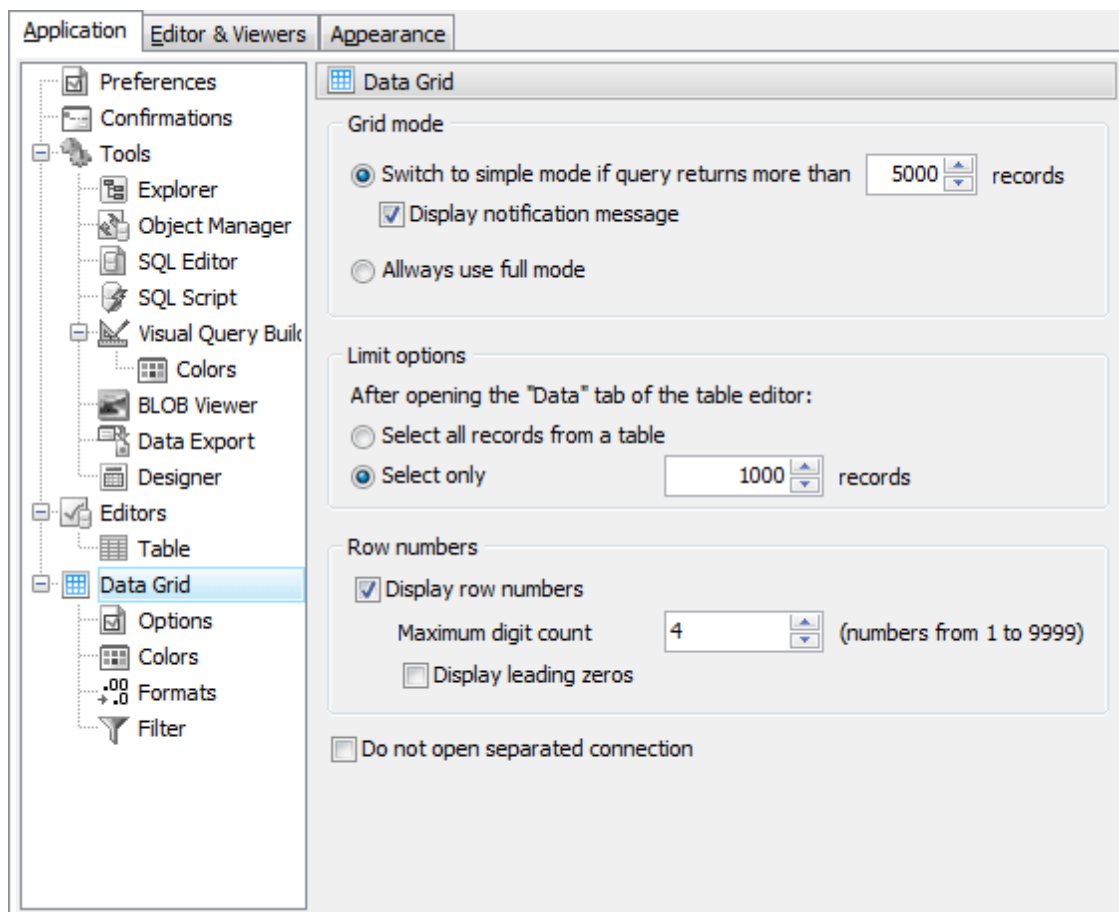 Application
Editor & Viewers
Appearance
Preferences
Confirmations
Tools
Explorer
Object Manager
SQL Editor
SQL Script
Visual Query Builc
Colors
BLOB Viewer
Data Export
Designer
Editors
Table
Data Grid
Options
Colors
Formats
Filter
Data Grid
Grid mode
Switch to simple mode if query returns more than 5000 records
Display notification message
Allways use full mode
Limit options
After opening the "Data" tab of the table editor:
Select all records from a table
Select only 1000 records
Row numbers
Display row numbers
Maximum digit count 4 (numbers from 1 to 9999)
Display leading zeros
Do not open separated connection